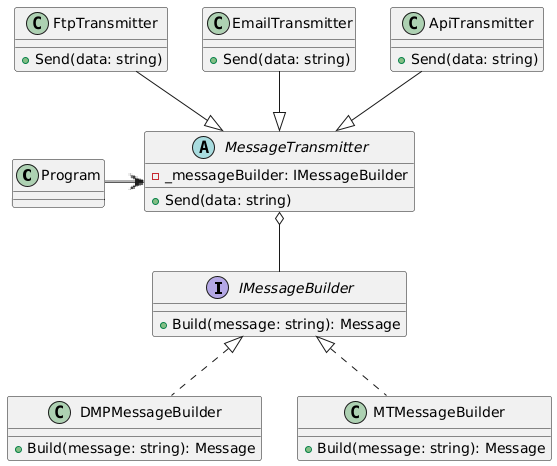 C FtpTransmitter
Send(data: string)
C EmailTransmitter
Send(data: string)
C ApiTransmitter
Send(data: string)
A MessageTransmitter
_messageBuilder: IMessageBuilder
Send(data: string)
C Program
I IMessageBuilder
Build(message: string): Message
C DMPMessageBuilder
Build(message: string): Message
C MTMessageBuilder
Build(message: string): Message